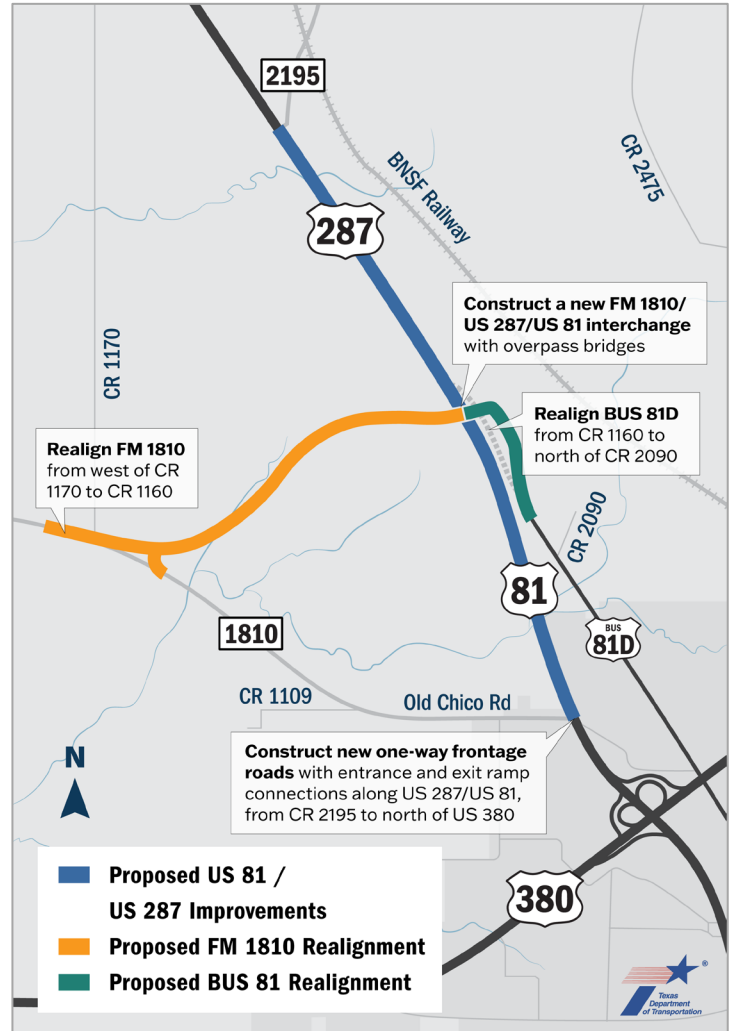 2195
CR 2475
BNSF Railway
287
Construct a new FM 1810/
US 287/US 81 interchange
with overpass bridges
CR 1170
Realign BUS 81D
from CR 1160 to
north of CR 2090
Realign FM 1810
from west of CR
1170 to CR 1160
CR 2090
81
1810
BUS
81D
CR 1109
Old Chico Rd
Construct new one-way frontage
roads with entrance and exit ramp
connections along US 287/US 81,
from CR 2195 to north of US 380
N
380
Proposed US 81 /
US 287 Improvements
Proposed FM 1810 Realignment
Proposed BUS 81 Realignment
®
Texas
Department
of Transportation